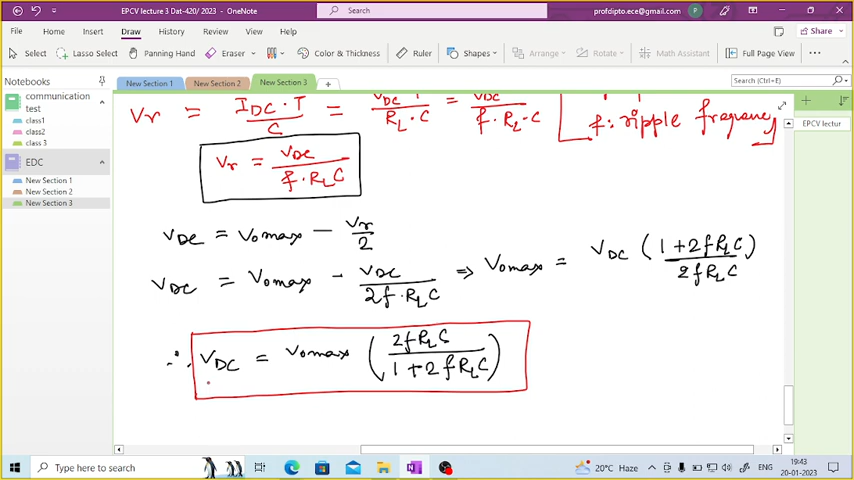 EPCV lecture 3 Dat-420/ 2023 - OneNote
Search
profdipto.ece@gmail.com
P
File Home Insert Draw History View Help
Share
Select Lasso Select Panning Hand Eraser Color & Thickness Ruler Shapes Arrange Rotate Math Assistant Full Page View
Notebooks
New Section 1 New Section 2 New Section 3 +
Search (Ctrl+E)
communication
test
class1
class2
class 3
EDC
New Section 1
New Section 2
New Section 3
EPCV lectur
Vr = IDC · T / C = VDC · T / RL · C = VDC / f · RL · C
f : ripple frequency
Vr = VDC / f · RL C
VDC = Vomax − Vr / 2
VDC = Vomax − VDC / 2f · RL C ⇒ Vomax = VDC ( 1 + 2fRLC / 2fRLC )
∴ VDC = Vomax ( 2fRLC / 1 + 2fRLC )
Type here to search
20°C Haze
ENG
19:43
20-01-2023